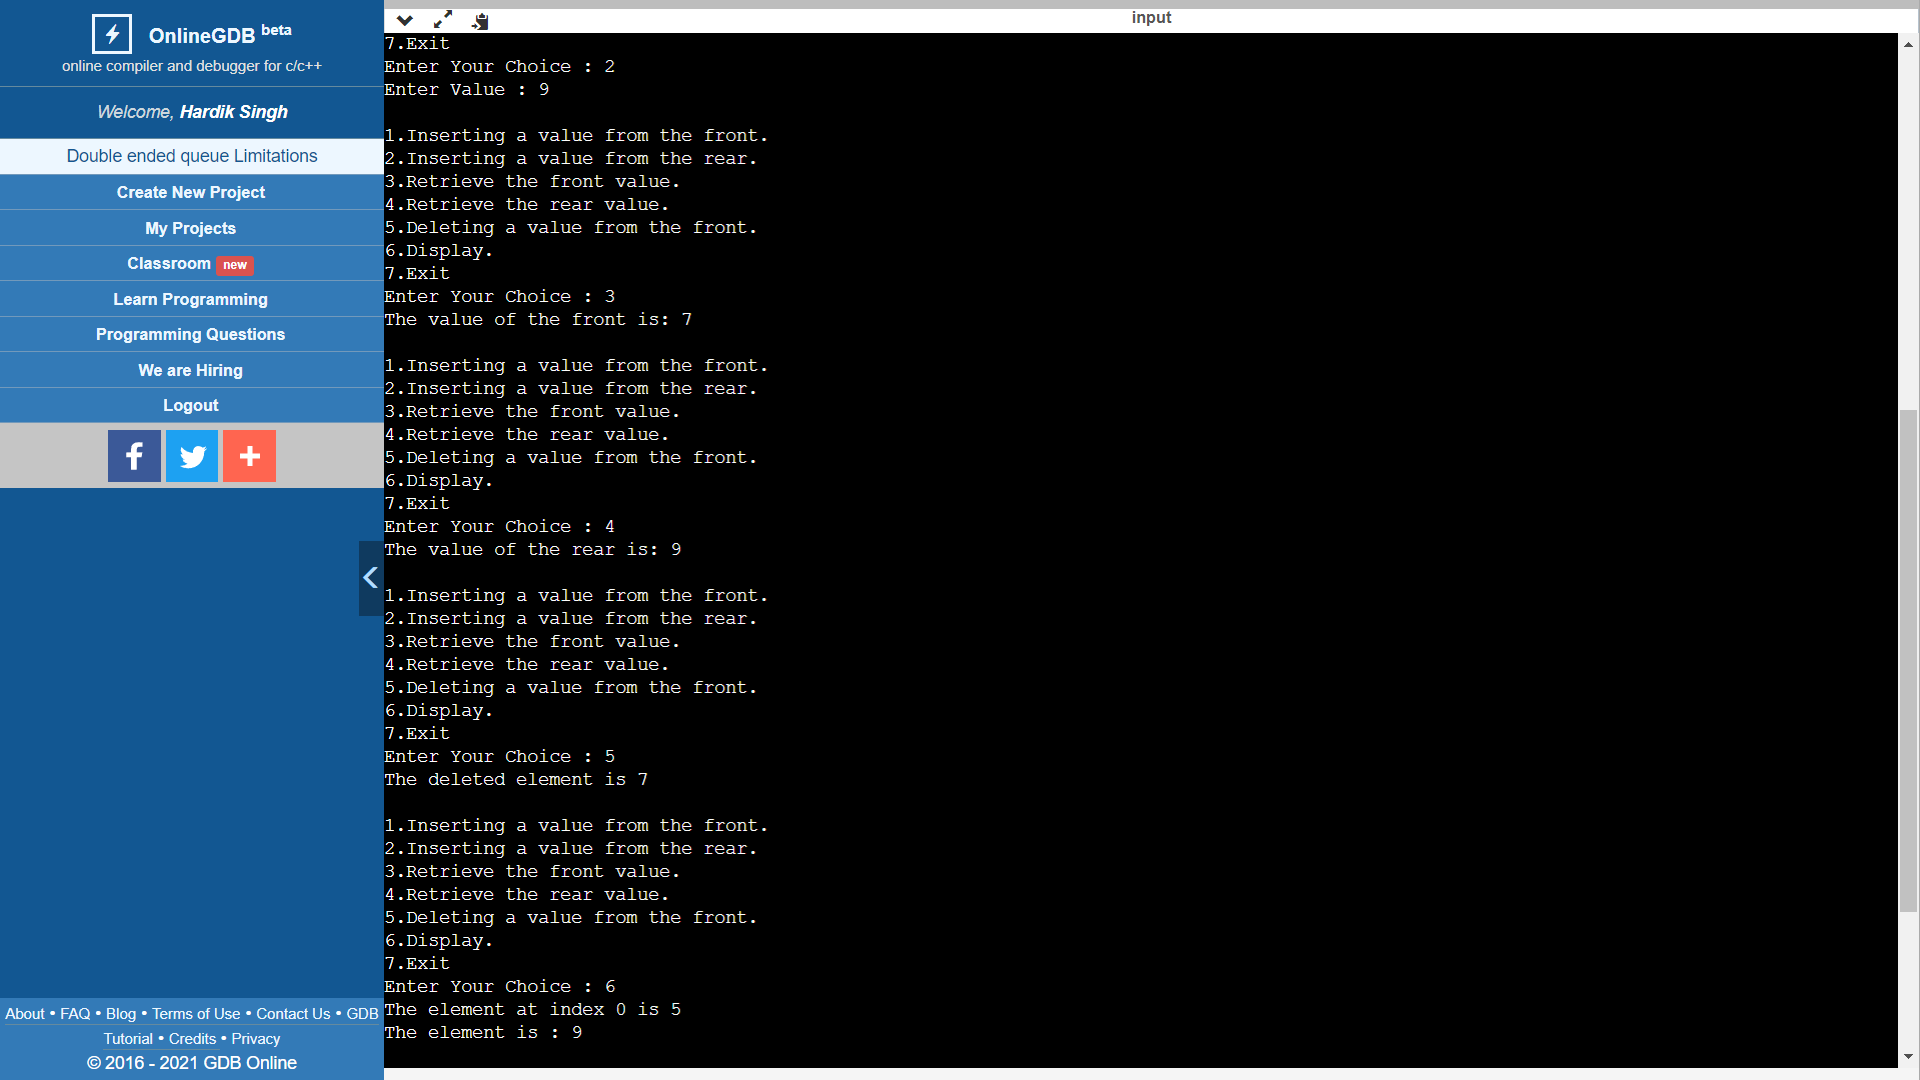 OnlineGDB beta
online compiler and debugger for c/c++
Welcome, Hardik Singh
Double ended queue Limitations
Create New Project
My Projects
Classroom new
Learn Programming
Programming Questions
We are Hiring
Logout
About • FAQ • Blog • Terms of Use • Contact Us • GDB
Tutorial • Credits • Privacy
© 2016 - 2021 GDB Online
input
7.Exit
Enter Your Choice : 2
Enter Value : 9
1.Inserting a value from the front.
2.Inserting a value from the rear.
3.Retrieve the front value.
4.Retrieve the rear value.
5.Deleting a value from the front.
6.Display.
7.Exit
Enter Your Choice : 3
The value of the front is: 7
1.Inserting a value from the front.
2.Inserting a value from the rear.
3.Retrieve the front value.
4.Retrieve the rear value.
5.Deleting a value from the front.
6.Display.
7.Exit
Enter Your Choice : 4
The value of the rear is: 9
1.Inserting a value from the front.
2.Inserting a value from the rear.
3.Retrieve the front value.
4.Retrieve the rear value.
5.Deleting a value from the front.
6.Display.
7.Exit
Enter Your Choice : 5
The deleted element is 7
1.Inserting a value from the front.
2.Inserting a value from the rear.
3.Retrieve the front value.
4.Retrieve the rear value.
5.Deleting a value from the front.
6.Display.
7.Exit
Enter Your Choice : 6
The element at index 0 is 5
The element is : 9